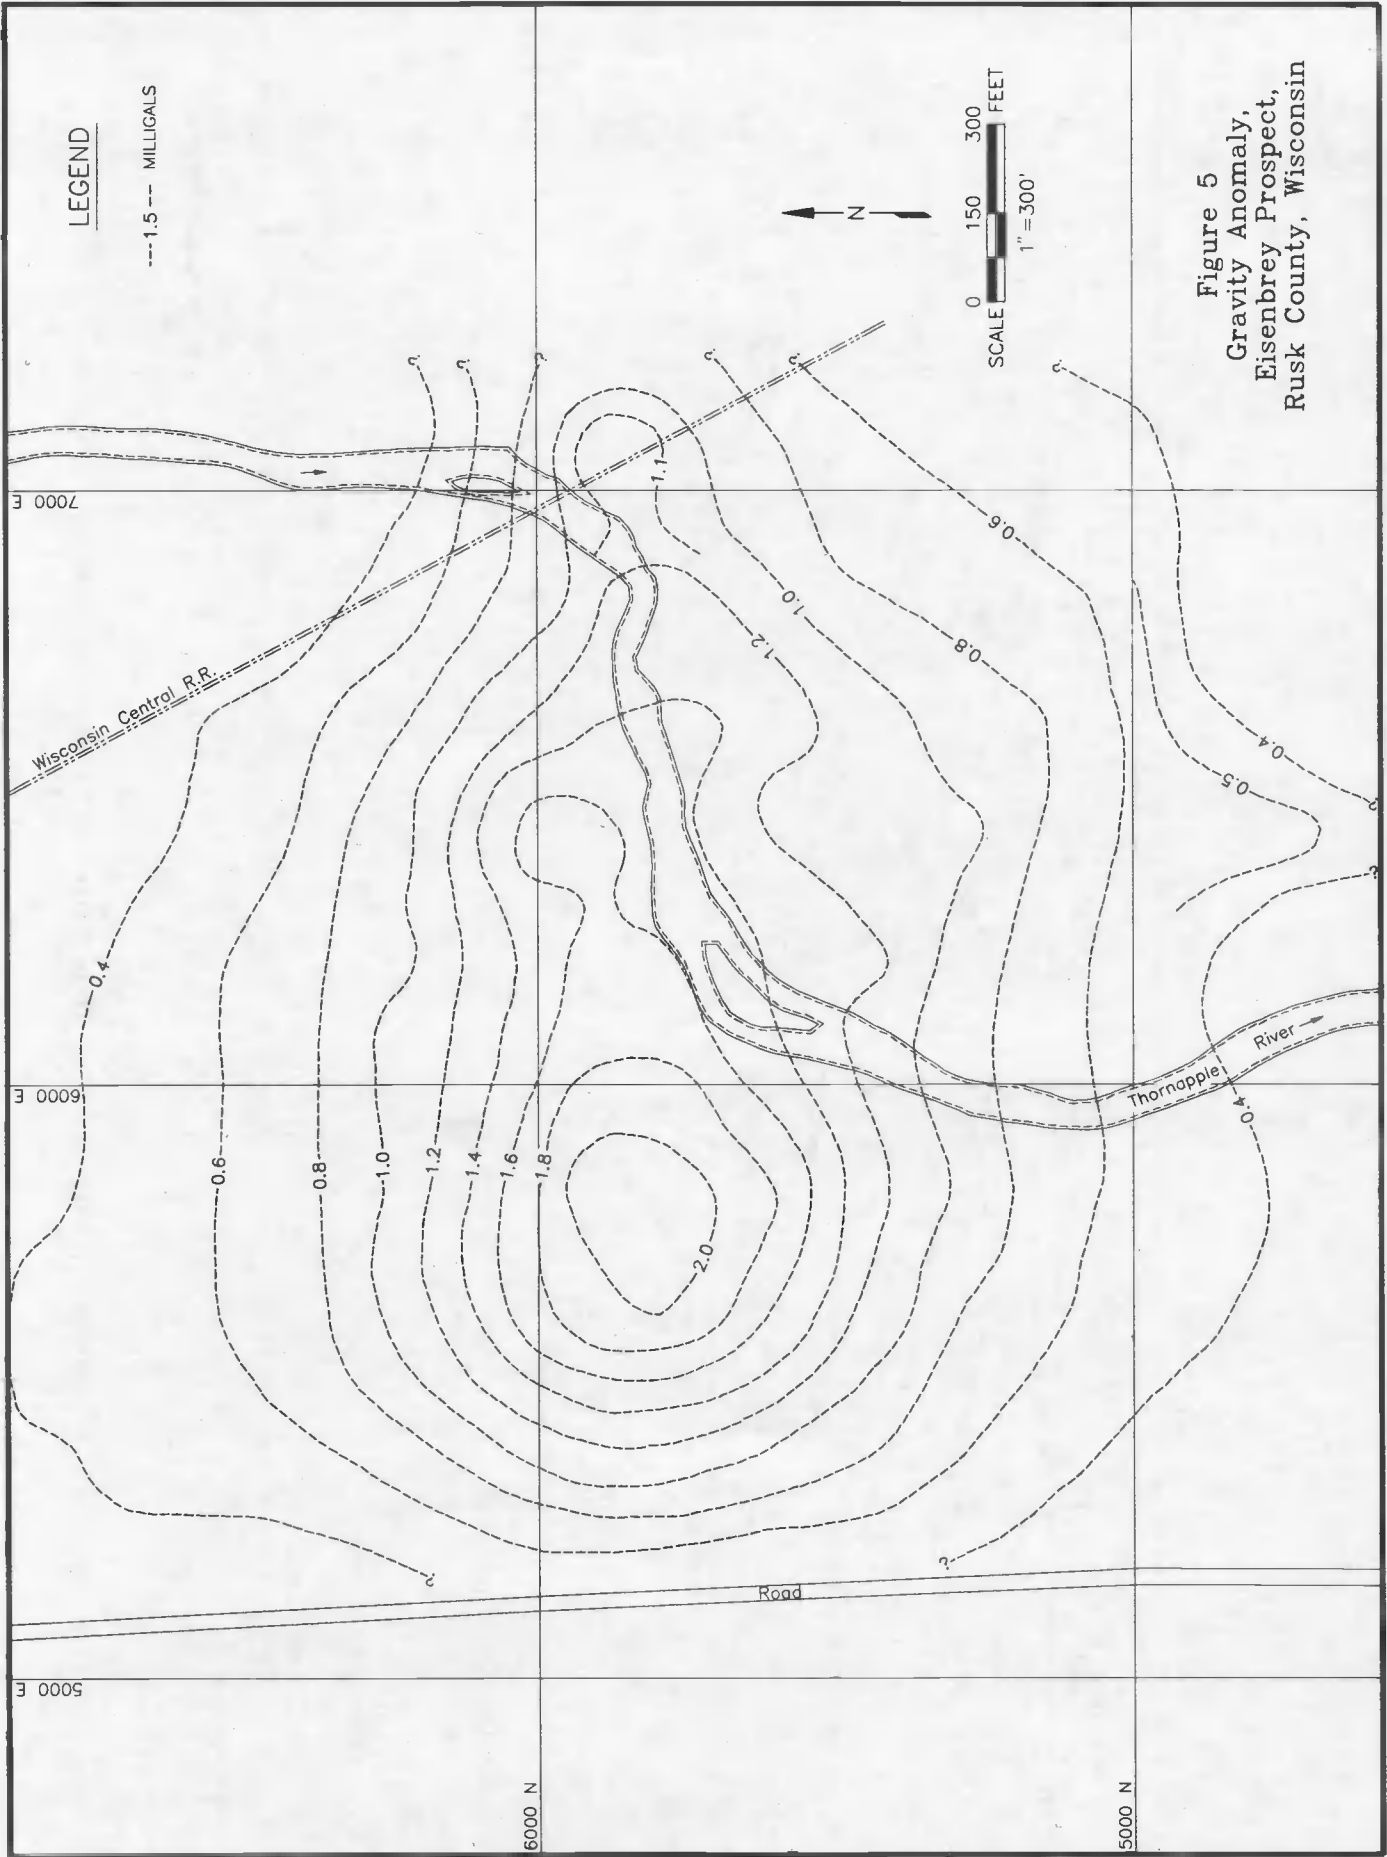 LEGEND
---1.5--- MILLIGALS
Wisconsin Central R.R.
7000 E
6000 E
5000 E
6000 N
5000 N
0.4
0.6
0.8
1.0
1.2
1.4
1.6
1.8
2.0
1.1
1.2
1.0
0.8
0.6
0.5
0.4
0.4
?
?
?
?
?
?
?
?
?
?
Road
Thornapple River
N
SCALE 0 150 300 FEET
1"=300'
Figure 5
Gravity Anomaly,
Eisenbrey Prospect,
Rusk County, Wisconsin